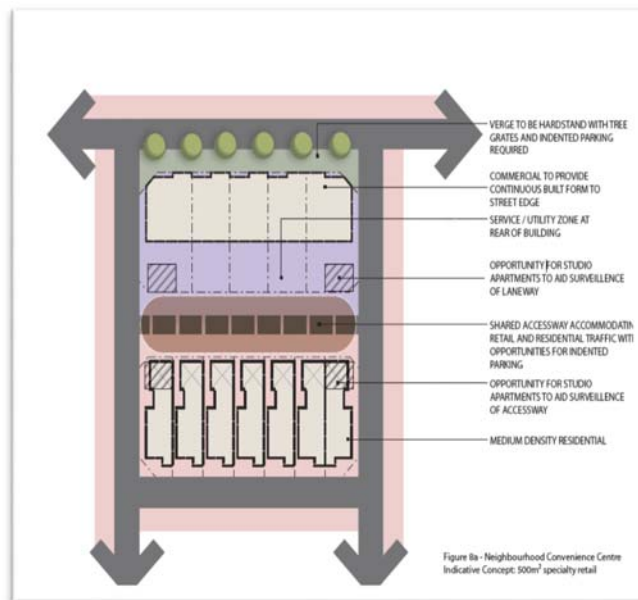 VERGE TO BE HARDSTAND WITH TREE
GRATES AND INDENTED PARKING
REQUIRED
COMMERCIAL TO PROVIDE
CONTINUOUS BUILT FORM TO
STREET EDGE
SERVICE / UTILITY ZONE AT
REAR OF BUILDING
OPPORTUNITY FOR STUDIO
APARTMENTS TO AID SURVEILLENCE
OF LANEWAY
SHARED ACCESSWAY ACCOMMODATIN
RETAIL AND RESIDENTIAL TRAFFIC WITH
OPPORTUNITIES FOR INDENTED
PARKING
OPPORTUNITY FOR STUDIO
APARTMENTS TO AID SURVEILLENCE
OF ACCESSWAY
MEDIUM DENSITY RESIDENTIAL
Figure 8a - Neighbourhood Convenience Centre
Indicative Concept: 500m² specialty retail